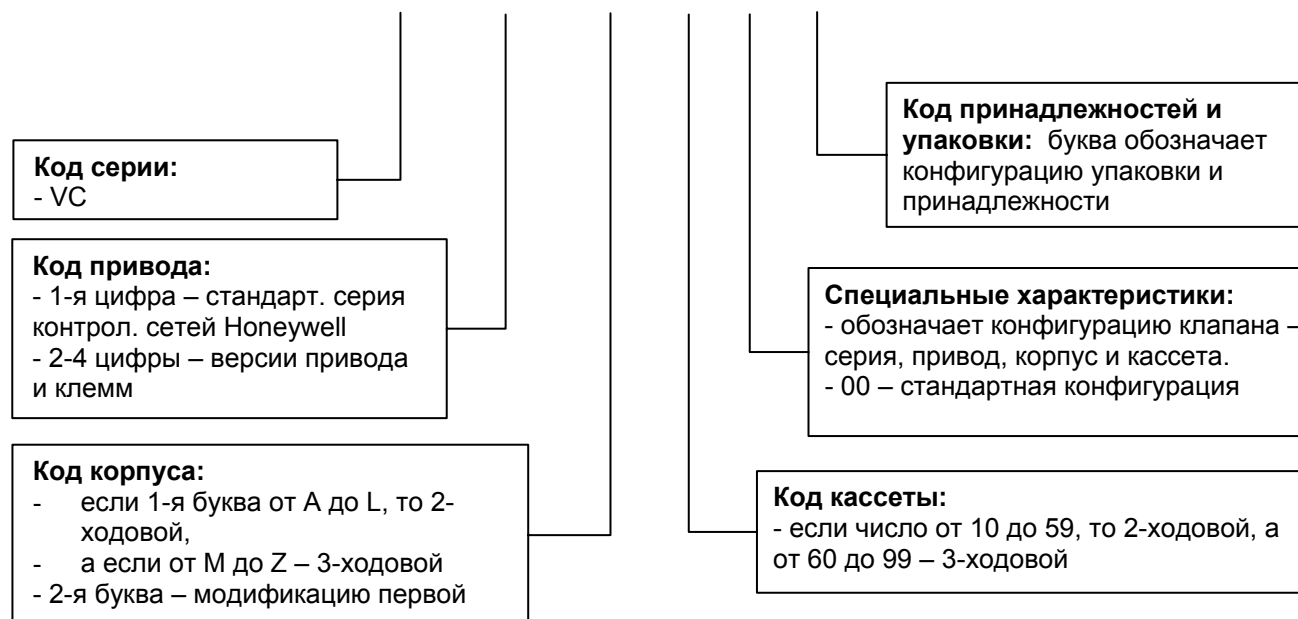 Код серии:
- VC
Код привода:
- 1-я цифра – стандарт. серия
контрол. сетей Honeywell
- 2-4 цифры – версии привода
и клемм
Код корпуса:
- если 1-я буква от A до L, то 2-
ходовой,
- а если от M до Z – 3-ходовой
- 2-я буква – модификацию первой
Код принадлежностей и
упаковки: буква обозначает
конфигурацию упаковки и
принадлежности
Специальные характеристики:
- обозначает конфигурацию клапана –
серия, привод, корпус и кассета.
- 00 – стандартная конфигурация
Код кассеты:
- если число от 10 до 59, то 2-ходовой, а
от 60 до 99 – 3-ходовой